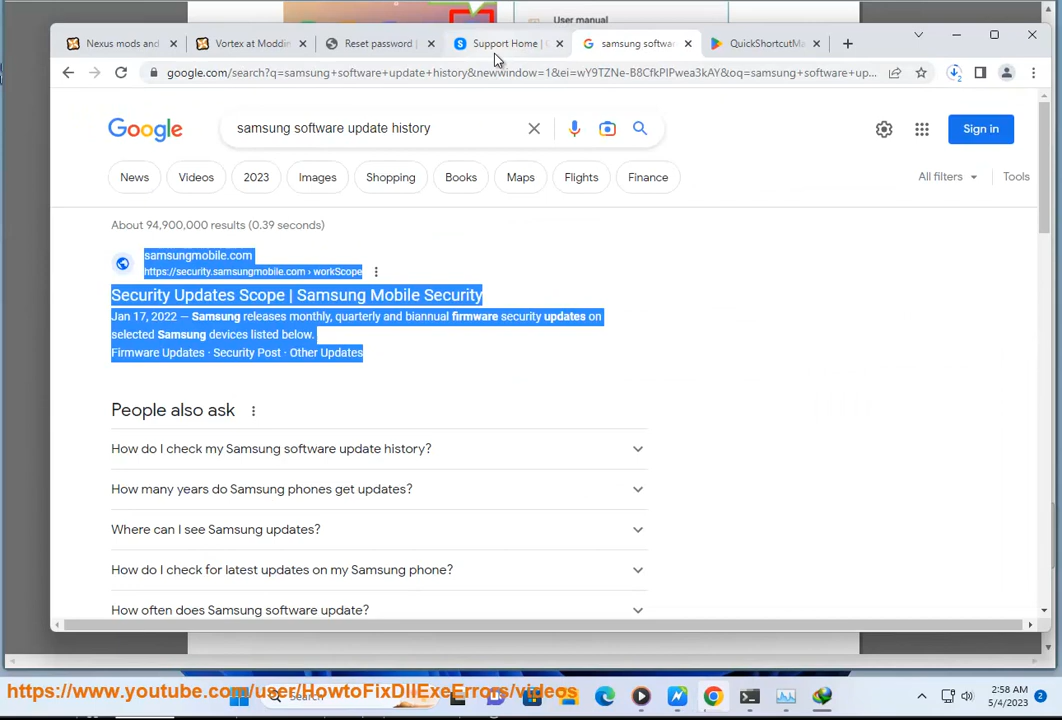 User manual
Nexus mods and
Vortex at Moddin
Reset password |
Support Home |
samsung softwar
QuickShortcutMa
google.com/search?q=samsung+software+update+history&newwindow=1&ei=wY9TZNe-B8CfkPIPwea3kAY&oq=samsung+software+up...
Google
samsung software update history
Sign in
News
Videos
2023
Images
Shopping
Books
Maps
Flights
Finance
All filters
Tools
About 94,900,000 results (0.39 seconds)
samsungmobile.com
https://security.samsungmobile.com › workScope
Security Updates Scope | Samsung Mobile Security
Jan 17, 2022 — Samsung releases monthly, quarterly and biannual firmware security updates on
selected Samsung devices listed below.
Firmware Updates · Security Post · Other Updates
People also ask
How do I check my Samsung software update history?
How many years do Samsung phones get updates?
Where can I see Samsung updates?
How do I check for latest updates on my Samsung phone?
How often does Samsung software update?
https://www.youtube.com/user/HowtoFixDllExeErrors/videos
Search
2:58 AM
5/4/2023
2